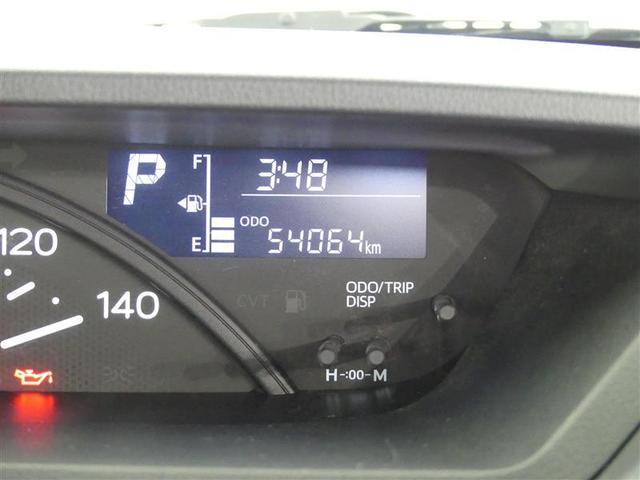 P
F
3:48
ODO
E
54064km
120
140
CVT
ODO/TRIP
DISP
H-:00-M